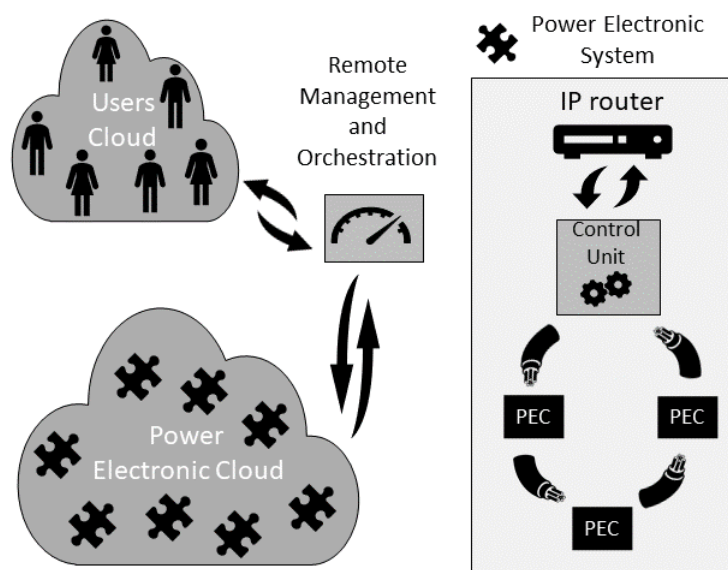 Users
Cloud
Remote
Management
and
Orchestration
Power
Electronic Cloud
Power Electronic
System
IP router
Control
Unit
PEC
PEC
PEC